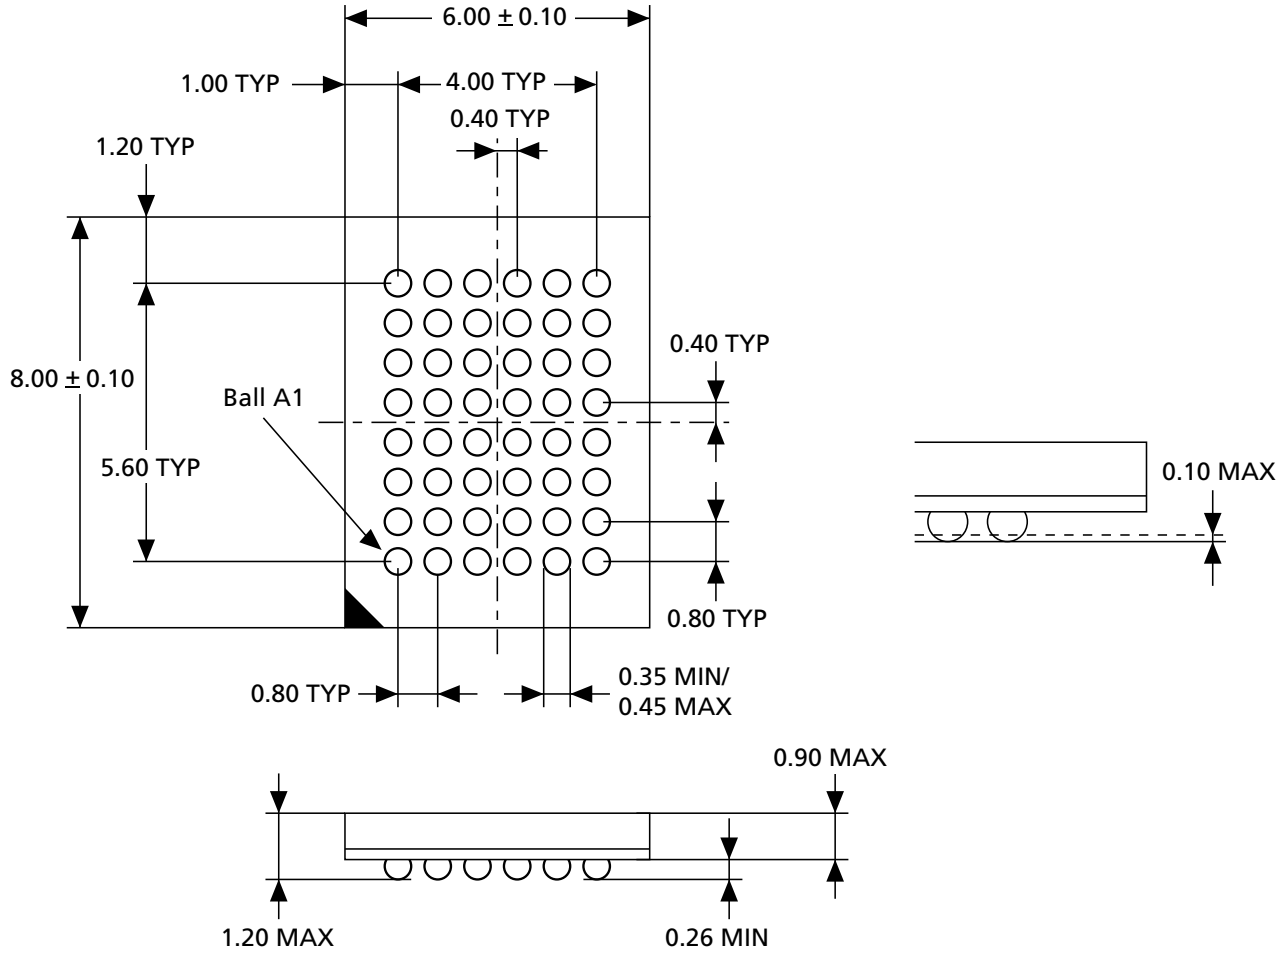 6.00 ± 0.10
1.00 TYP
4.00 TYP
0.40 TYP
1.20 TYP
0.40 TYP
8.00 ± 0.10
Ball A1
5.60 TYP
0.10 MAX
0.80 TYP
0.80 TYP
0.35 MIN/
0.45 MAX
0.90 MAX
1.20 MAX
0.26 MIN